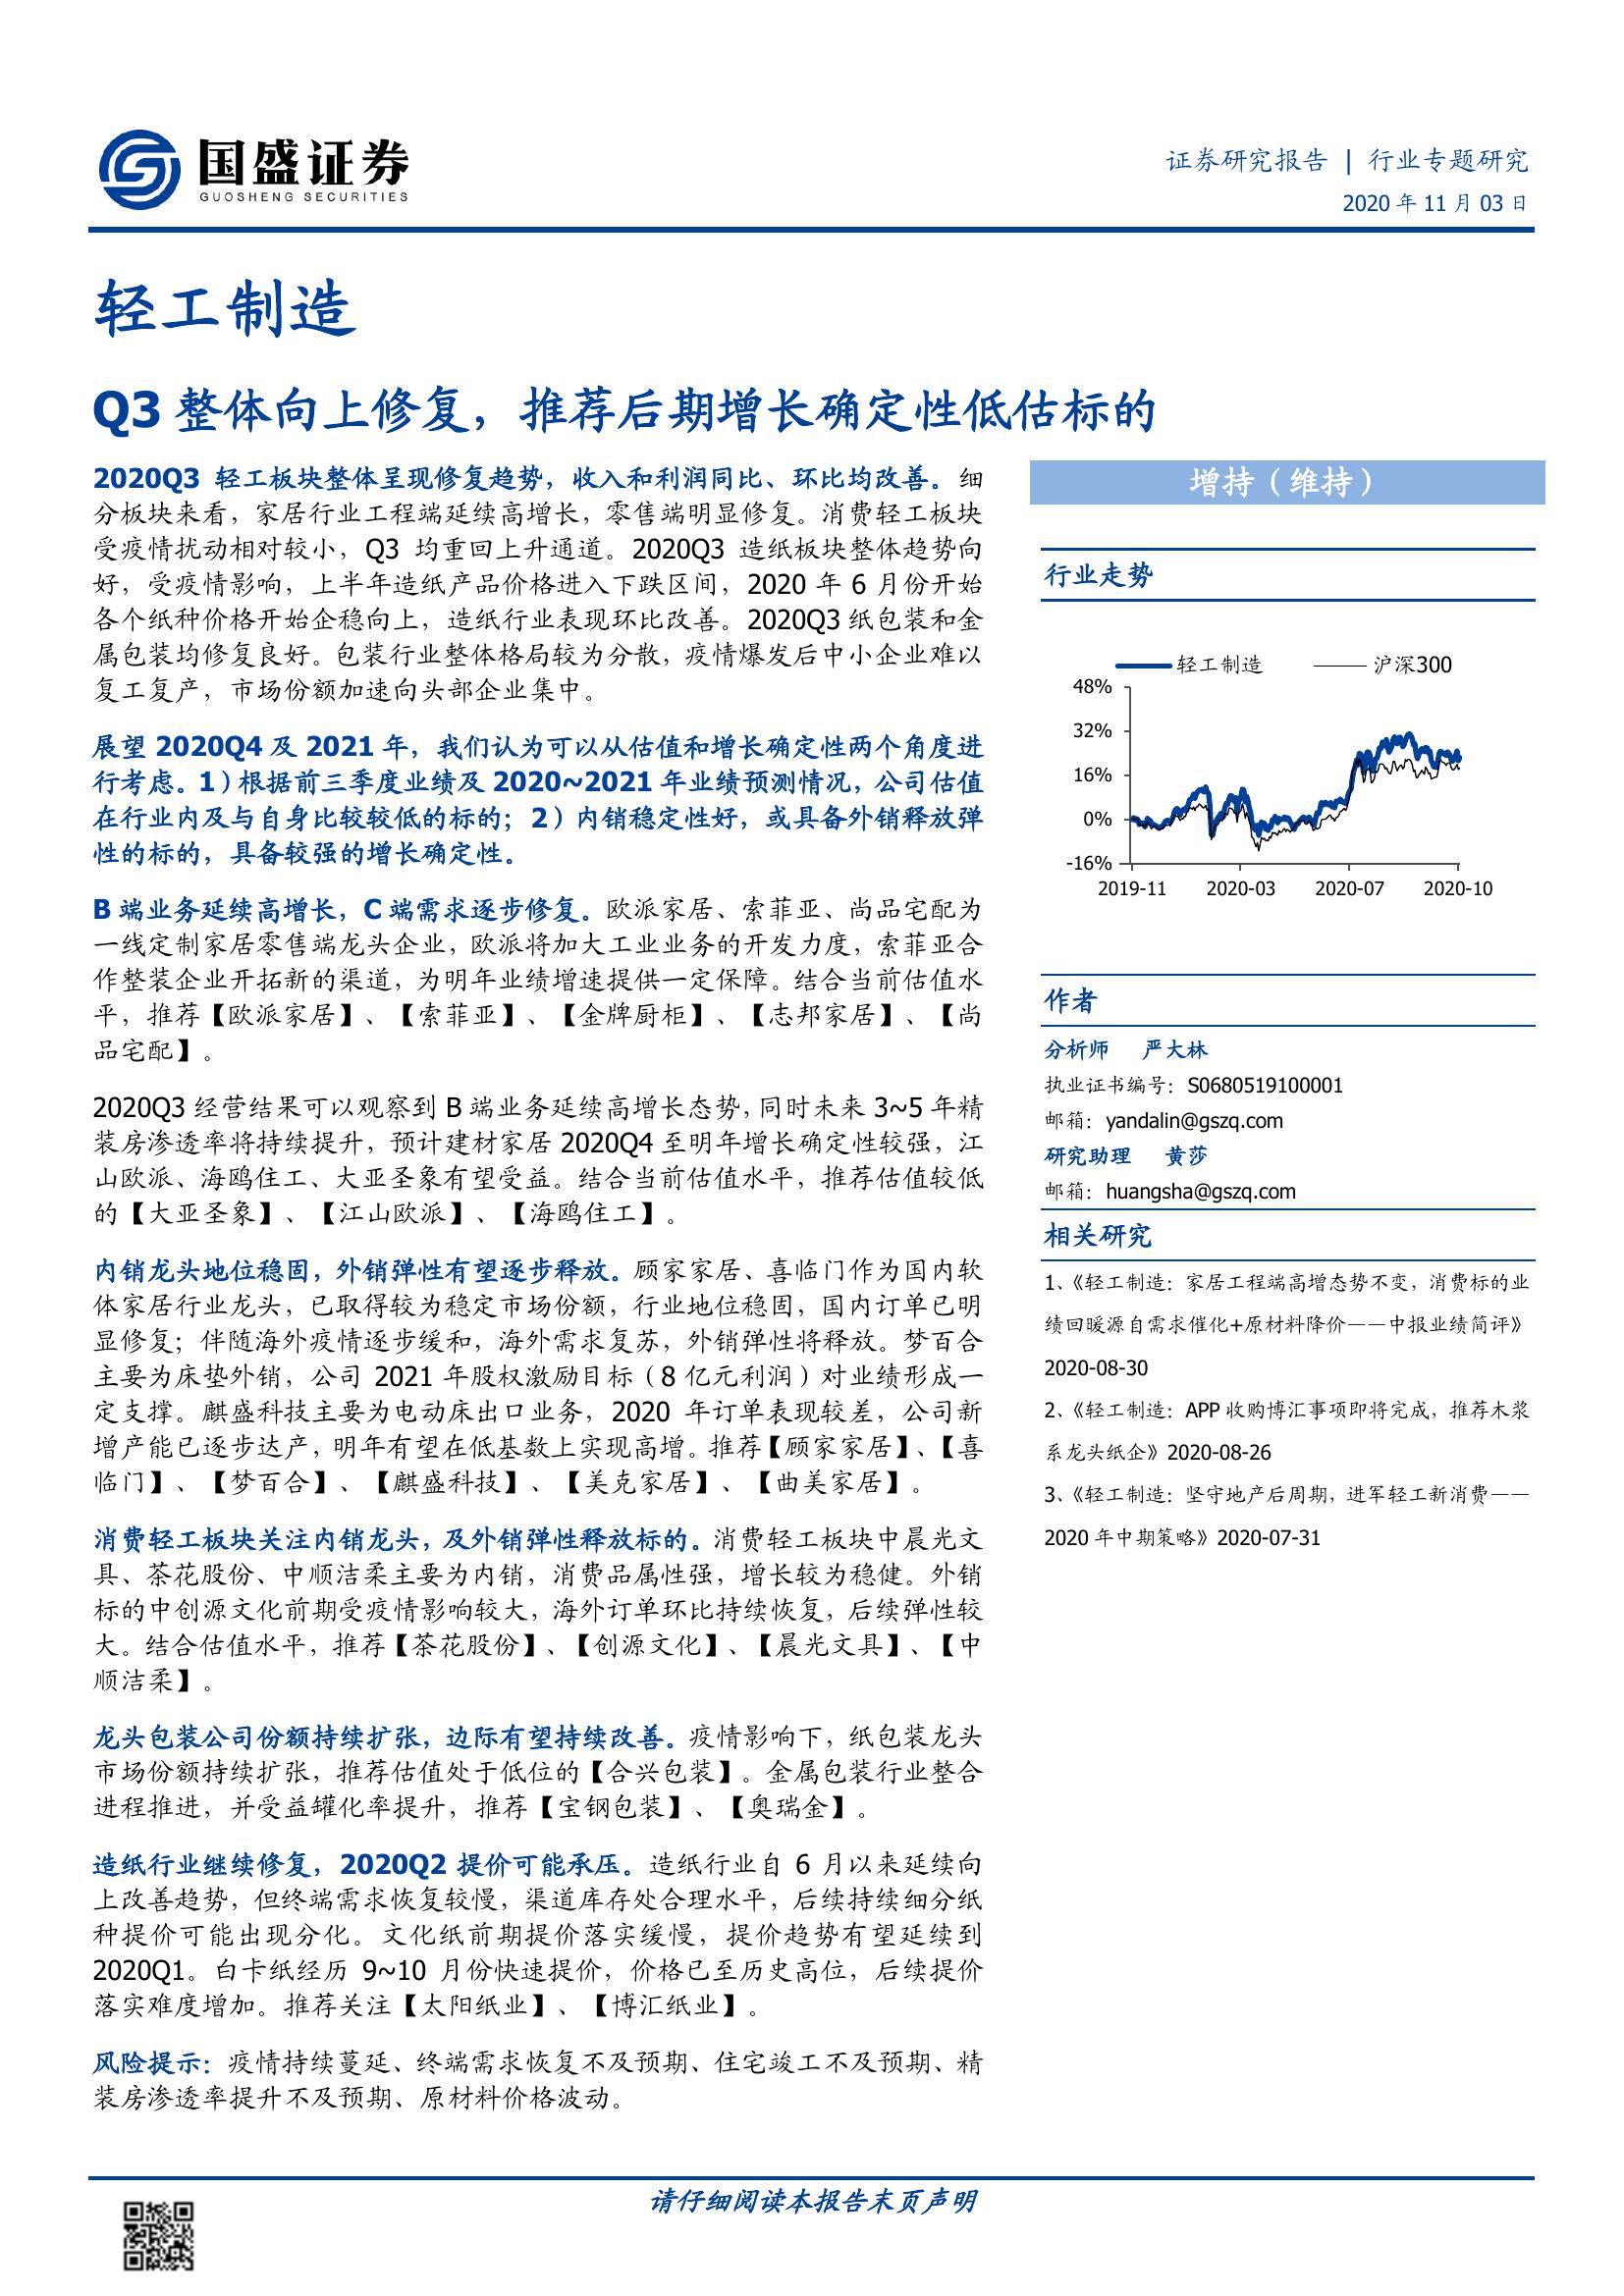 国盛证券
GUOSHENG SECURITIES
证券研究报告 | 行业专题研究
2020 年 11 月 03 日
轻工制造
Q3 整体向上修复，推荐后期增长确定性低估标的
2020Q3 轻工板块整体呈现修复趋势，收入和利润同比、环比均改善。细
分板块来看，家居行业工程端延续高增长，零售端明显修复。消费轻工板块
受疫情扰动相对较小，Q3 均重回上升通道。2020Q3 造纸板块整体趋势向
好，受疫情影响，上半年造纸产品价格进入下跌区间，2020 年 6 月份开始
各个纸种价格开始企稳向上，造纸行业表现环比改善。2020Q3 纸包装和金
属包装均修复良好。包装行业整体格局较为分散，疫情爆发后中小企业难以
复工复产，市场份额加速向头部企业集中。
展望 2020Q4 及 2021 年，我们认为可以从估值和增长确定性两个角度进
行考虑。1）根据前三季度业绩及 2020~2021 年业绩预测情况，公司估值
在行业内及与自身比较较低的标的；2）内销稳定性好，或具备外销释放弹
性的标的，具备较强的增长确定性。
B 端业务延续高增长，C 端需求逐步修复。欧派家居、索菲亚、尚品宅配为
一线定制家居零售端龙头企业，欧派将加大工业业务的开发力度，索菲亚合
作整装企业开拓新的渠道，为明年业绩增速提供一定保障。结合当前估值水
平，推荐【欧派家居】、【索菲亚】、【金牌厨柜】、【志邦家居】、【尚
品宅配】。
2020Q3 经营结果可以观察到 B 端业务延续高增长态势，同时未来 3~5 年精
装房渗透率将持续提升，预计建材家居 2020Q4 至明年增长确定性较强，江
山欧派、海鸥住工、大亚圣象有望受益。结合当前估值水平，推荐估值较低
的【大亚圣象】、【江山欧派】、【海鸥住工】。
内销龙头地位稳固，外销弹性有望逐步释放。顾家家居、喜临门作为国内软
体家居行业龙头，已取得较为稳定市场份额，行业地位稳固，国内订单已明
显修复；伴随海外疫情逐步缓和，海外需求复苏，外销弹性将释放。梦百合
主要为床垫外销，公司 2021 年股权激励目标（8 亿元利润）对业绩形成一
定支撑。麒盛科技主要为电动床出口业务，2020 年订单表现较差，公司新
增产能已逐步达产，明年有望在低基数上实现高增。推荐【顾家家居】、【喜
临门】、【梦百合】、【麒盛科技】、【美克家居】、【曲美家居】。
消费轻工板块关注内销龙头，及外销弹性释放标的。消费轻工板块中晨光文
具、茶花股份、中顺洁柔主要为内销，消费品属性强，增长较为稳健。外销
标的中创源文化前期受疫情影响较大，海外订单环比持续恢复，后续弹性较
大。结合估值水平，推荐【茶花股份】、【创源文化】、【晨光文具】、【中
顺洁柔】。
龙头包装公司份额持续扩张，边际有望持续改善。疫情影响下，纸包装龙头
市场份额持续扩张，推荐估值处于低位的【合兴包装】。金属包装行业整合
进程推进，并受益罐化率提升，推荐【宝钢包装】、【奥瑞金】。
造纸行业继续修复，2020Q2 提价可能承压。造纸行业自 6 月以来延续向
上改善趋势，但终端需求恢复较慢，渠道库存处合理水平，后续持续细分纸
种提价可能出现分化。文化纸前期提价落实缓慢，提价趋势有望延续到
2020Q1。白卡纸经历 9~10 月份快速提价，价格已至历史高位，后续提价
落实难度增加。推荐关注【太阳纸业】、【博汇纸业】。
风险提示：疫情持续蔓延、终端需求恢复不及预期、住宅竣工不及预期、精
装房渗透率提升不及预期、原材料价格波动。
增持（维持）
行业走势
轻工制造 沪深300
48%
32%
16%
0%
-16%
2019-11 2020-03 2020-07 2020-10
作者
分析师 严大林
执业证书编号：S0680519100001
邮箱：yandalin@gszq.com
研究助理 黄莎
邮箱：huangsha@gszq.com
相关研究
1、《轻工制造：家居工程端高增态势不变，消费标的业
绩回暖源自需求催化+原材料降价——中报业绩简评》
2020-08-30
2、《轻工制造：APP 收购博汇事项即将完成，推荐木浆
系龙头纸企》2020-08-26
3、《轻工制造：坚守地产后周期，进军轻工新消费——
2020 年中期策略》2020-07-31
请仔细阅读本报告末页声明